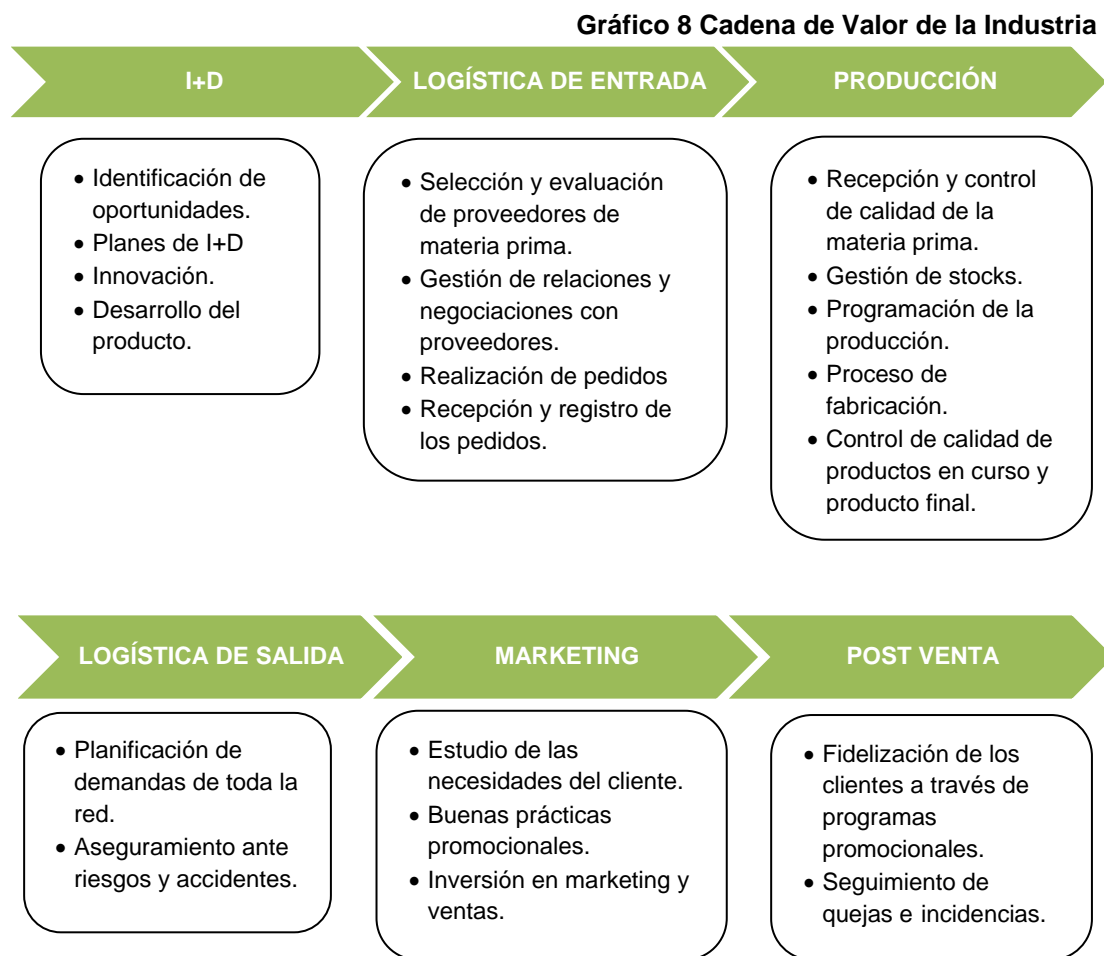 Gráfico 8 Cadena de Valor de la Industria
I+D
LOGÍSTICA DE ENTRADA
PRODUCCIÓN
• Identificación de
oportunidades.
• Planes de I+D
• Innovación.
• Desarrollo del
producto.
• Selección y evaluación
de proveedores de
materia prima.
• Gestión de relaciones y
negociaciones con
proveedores.
• Realización de pedidos
• Recepción y registro de
los pedidos.
• Recepción y control
de calidad de la
materia prima.
• Gestión de stocks.
• Programación de la
producción.
• Proceso de
fabricación.
• Control de calidad de
productos en curso y
producto final.
LOGÍSTICA DE SALIDA
MARKETING
POST VENTA
• Planificación de
demandas de toda la
red.
• Aseguramiento ante
riesgos y accidentes.
• Estudio de las
necesidades del cliente.
• Buenas prácticas
promocionales.
• Inversión en marketing y
ventas.
• Fidelización de los
clientes a través de
programas
promocionales.
• Seguimiento de
quejas e incidencias.